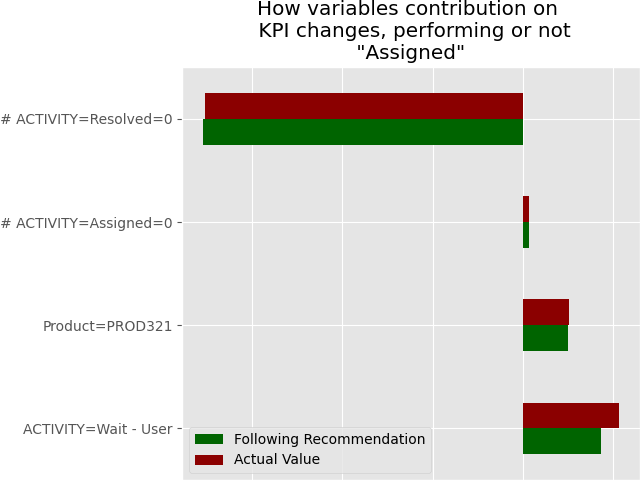 How variables contribution on
KPI changes, performing or not
"Assigned"
# ACTIVITY=Resolved=0
# ACTIVITY=Assigned=0
Product=PROD321
ACTIVITY=Wait - User
Following Recommendation
Actual Value